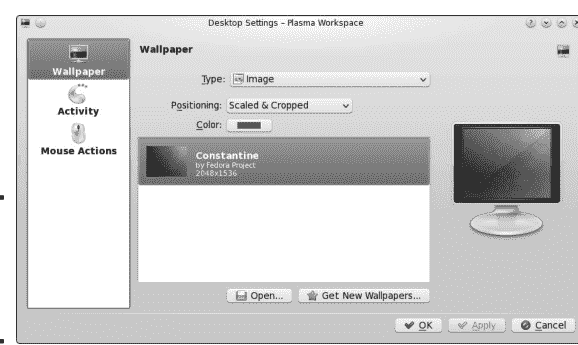 Desktop Settings – Plasma Workspace
Wallpaper
Activity
Mouse Actions
Wallpaper
Type: Image
Positioning: Scaled & Cropped
Color:
Constantine
by Fedora Project
2048x1536
Open...
Get New Wallpapers...
OK
Apply
Cancel